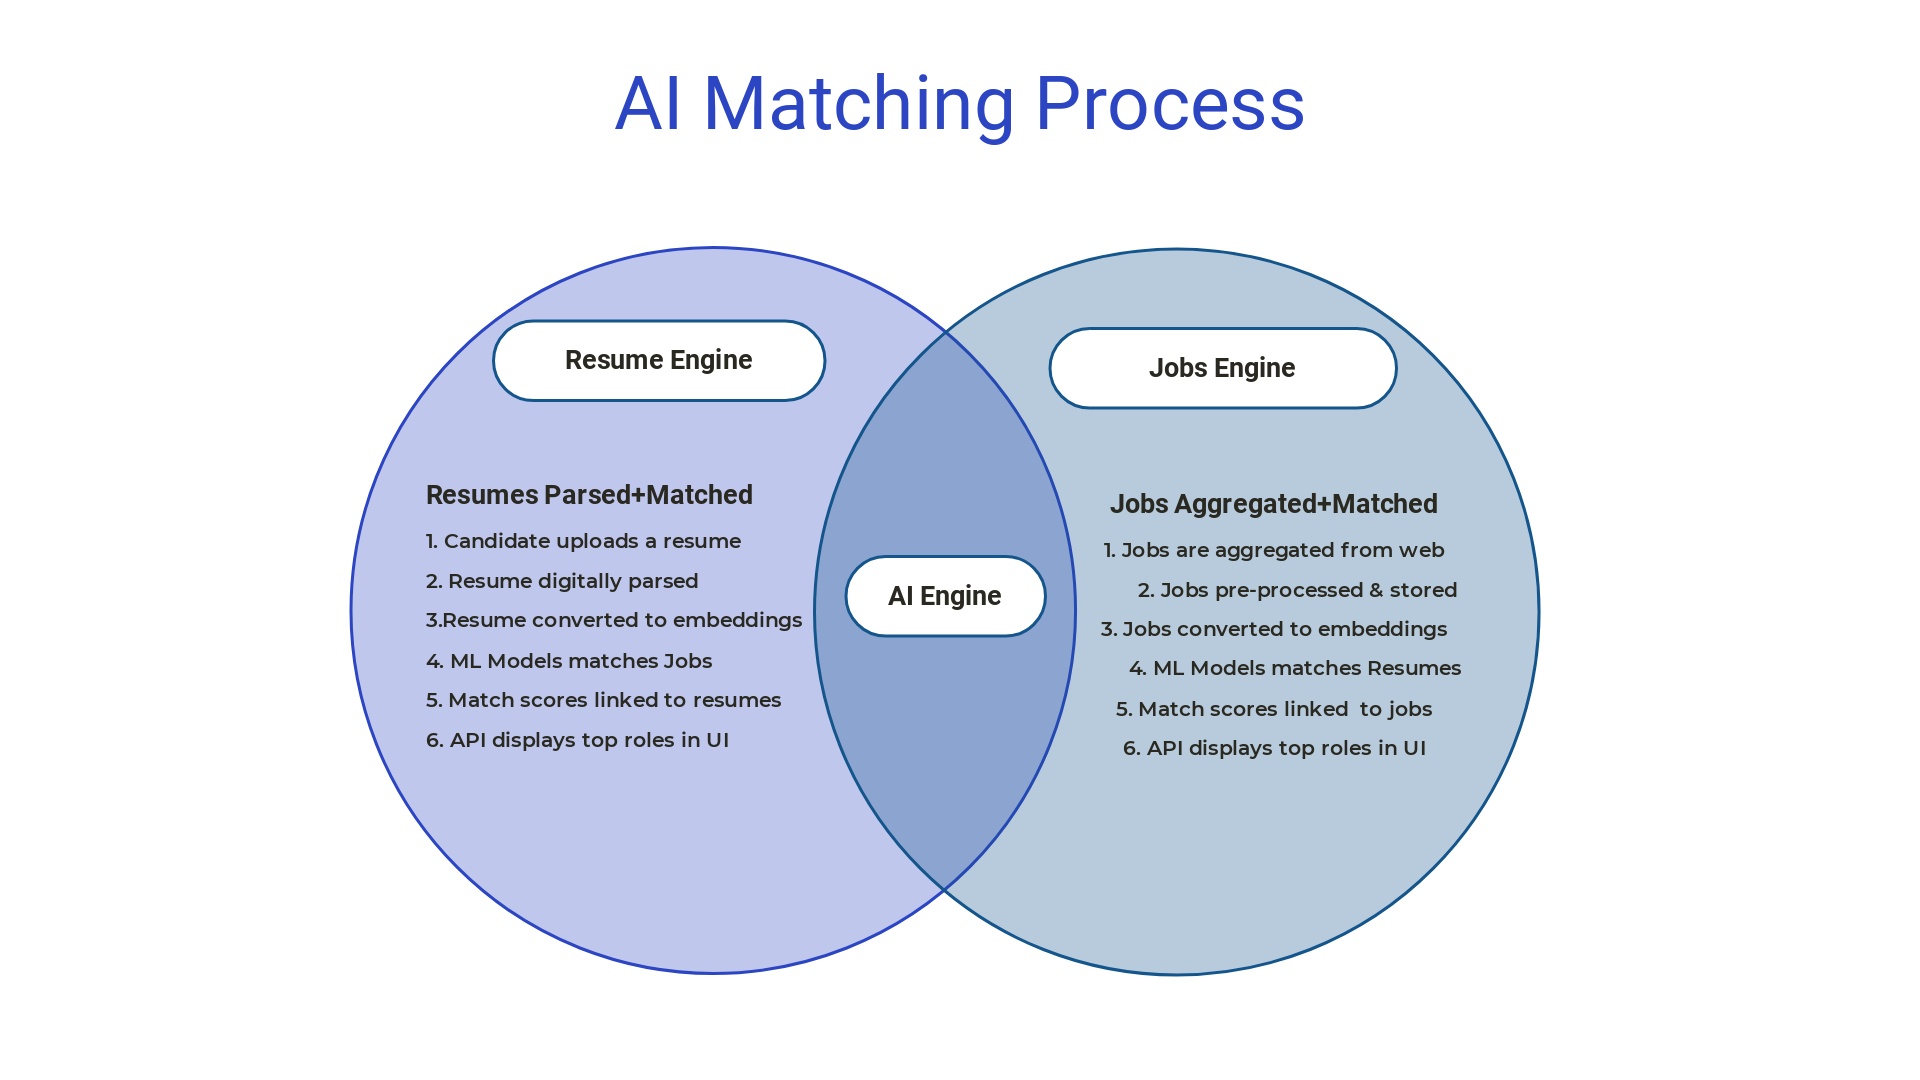 AI Matching Process
Resume Engine
Resumes Parsed+Matched
1. Candidate uploads a resume
2. Resume digitally parsed
3.Resume converted to embeddings
4. ML Models matches Jobs
5. Match scores linked to resumes
6. API displays top roles in UI
AI Engine
Jobs Engine
Jobs Aggregated+Matched
1. Jobs are aggregated from web
2. Jobs pre-processed & stored
3. Jobs converted to embeddings
4. ML Models matches Resumes
5. Match scores linked  to jobs
6. API displays top roles in UI